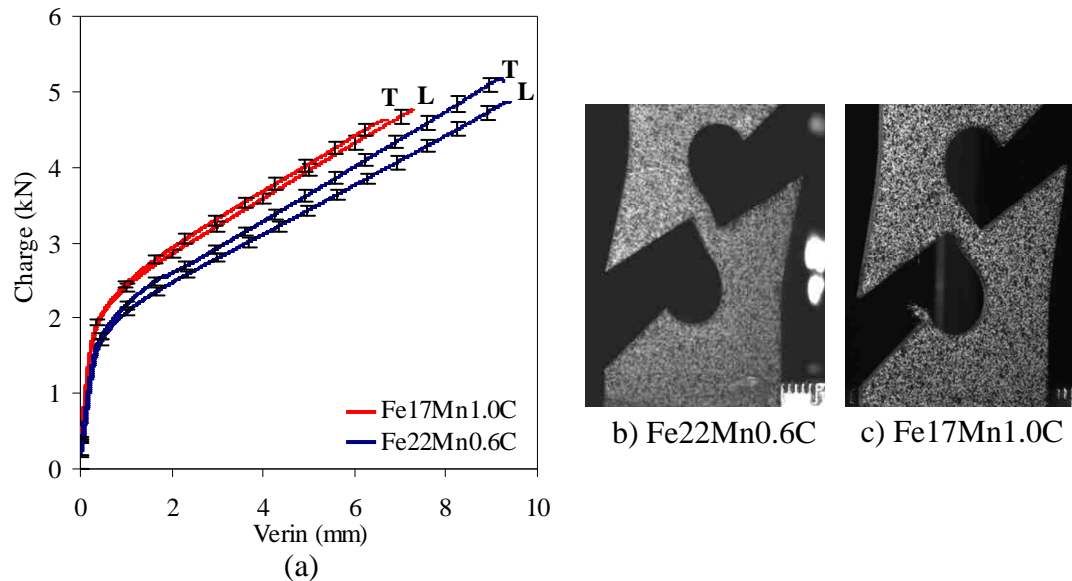 6
5
4
3
2
1
0
Charge (kN)
T
L
T
L
Fe17Mn1.0C
Fe22Mn0.6C
0 2 4 6 8 10
Verin (mm)
(a)
b) Fe22Mn0.6C
c) Fe17Mn1.0C